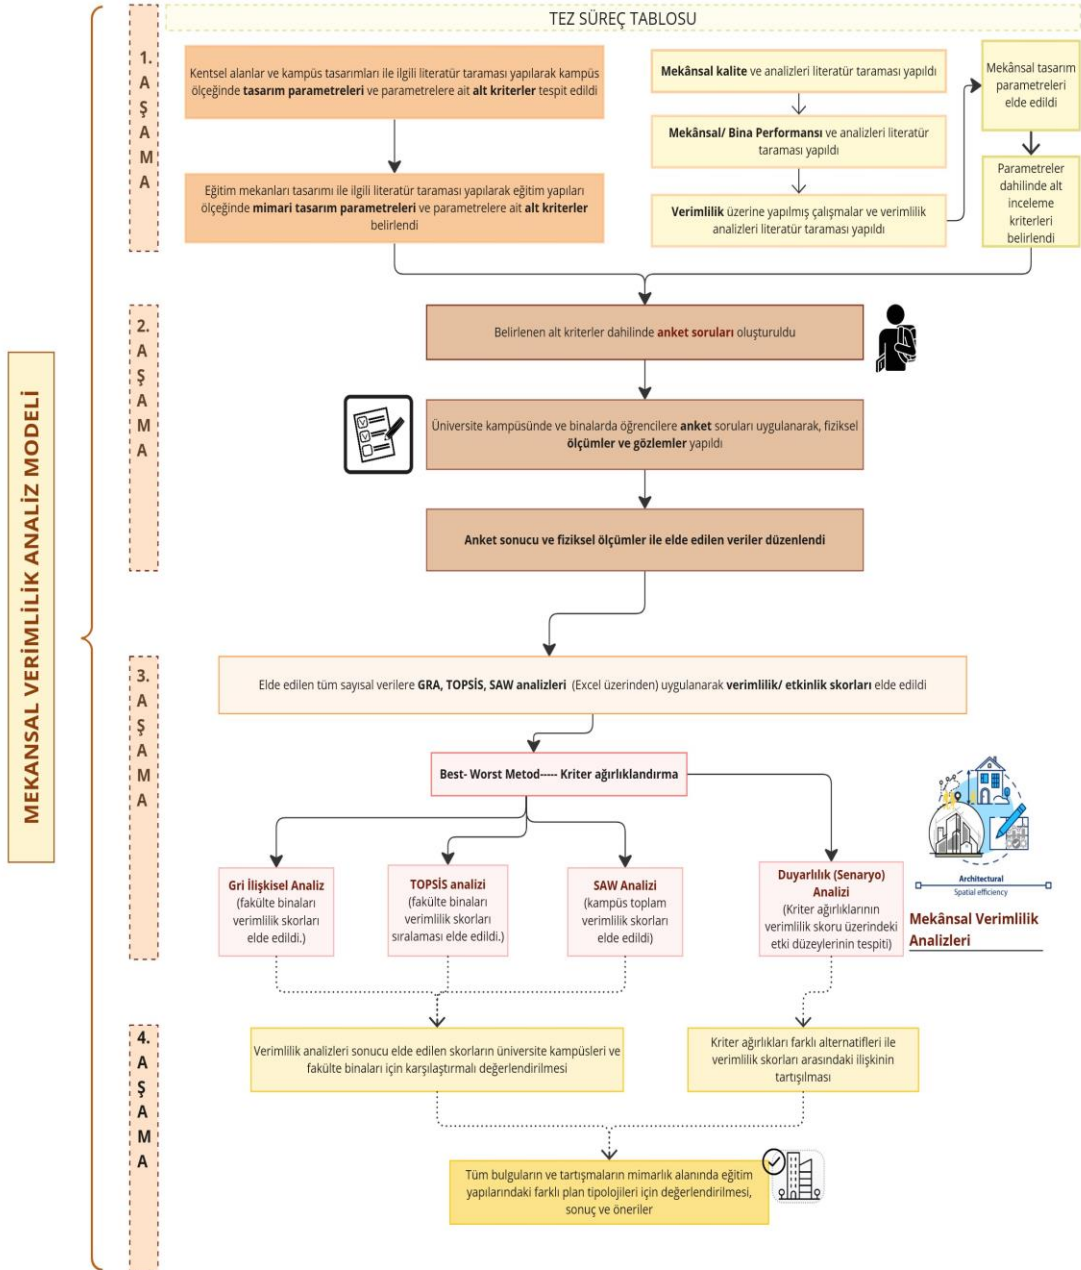 TEZ SÜREÇ TABLOSU
MEKANSAL VERİMLİLİK ANALİZ MODELİ
1.
A
Ş
A
M
A
Kentsel alanlar ve kampüs tasarımları ile ilgili literatür taraması yapılarak kampüs
ölçeğinde tasarım parametreleri ve parametrelere ait alt kriterler tespit edildi
Eğitim mekanları tasarımı ile ilgili literatür taraması yapılarak eğitim yapıları
ölçeğinde mimari tasarım parametreleri ve parametrelere ait alt kriterler
belirlendi
Mekânsal kalite ve analizleri literatür taraması yapıldı
Mekânsal/ Bina Performansı ve analizleri literatür
taraması yapıldı
Verimlilik üzerine yapılmış çalışmalar ve verimlilik
analizleri literatür taraması yapıldı
Mekânsal tasarım
parametreleri
elde edildi
Parametreler
dahilinde alt
inceleme
kriterleri
belirlendi
2.
A
Ş
A
M
A
Belirlenen alt kriterler dahilinde anket soruları oluşturuldu
Üniversite kampüsünde ve binalarda öğrencilere anket soruları uygulanarak, fiziksel
ölçümler ve gözlemler yapıldı
Anket sonucu ve fiziksel ölçümler ile elde edilen veriler düzenlendi
3.
A
Ş
A
M
A
Elde edilen tüm sayısal verilere GRA, TOPSİS, SAW analizleri (Excel üzerinden) uygulanarak verimlilik/ etkinlik skorları elde edildi
Best- Worst Metod----- Kriter ağırlıklandırma
Gri İlişkisel Analiz
(fakülte binaları
verimlilik skorları
elde edildi.)
TOPSİS analizi
(fakülte binaları
verimlilik skorları
sıralaması elde edildi.)
SAW Analizi
(kampüs toplam
verimlilik skorları
elde edildi)
Duyarlılık (Senaryo)
Analizi
(Kriter ağırlıklarının
verimlilik skoru üzerindeki
etki düzeylerinin tespiti)
Architectural
Spatial efficiency
Mekânsal Verimlilik
Analizleri
4.
A
Ş
A
M
A
Verimlilik analizleri sonucu elde edilen skorların üniversite kampüsleri ve
fakülte binaları için karşılaştırmalı değerlendirilmesi
Kriter ağırlıkları farklı alternatifleri ile
verimlilik skorları arasındaki ilişkinin
tartışılması
Tüm bulguların ve tartışmaların mimarlık alanında eğitim
yapılarındaki farklı plan tipolojileri için değerlendirilmesi,
sonuç ve öneriler